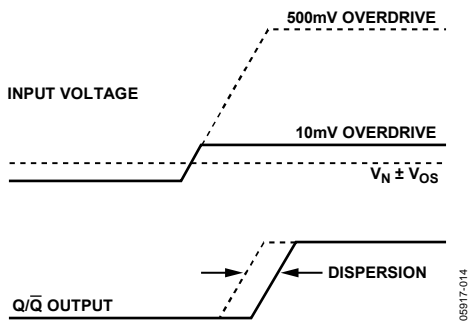 500mV OVERDRIVE
INPUT VOLTAGE
10mV OVERDRIVE
VN ± VOS
DISPERSION
Q/Q̅ OUTPUT
05917-014